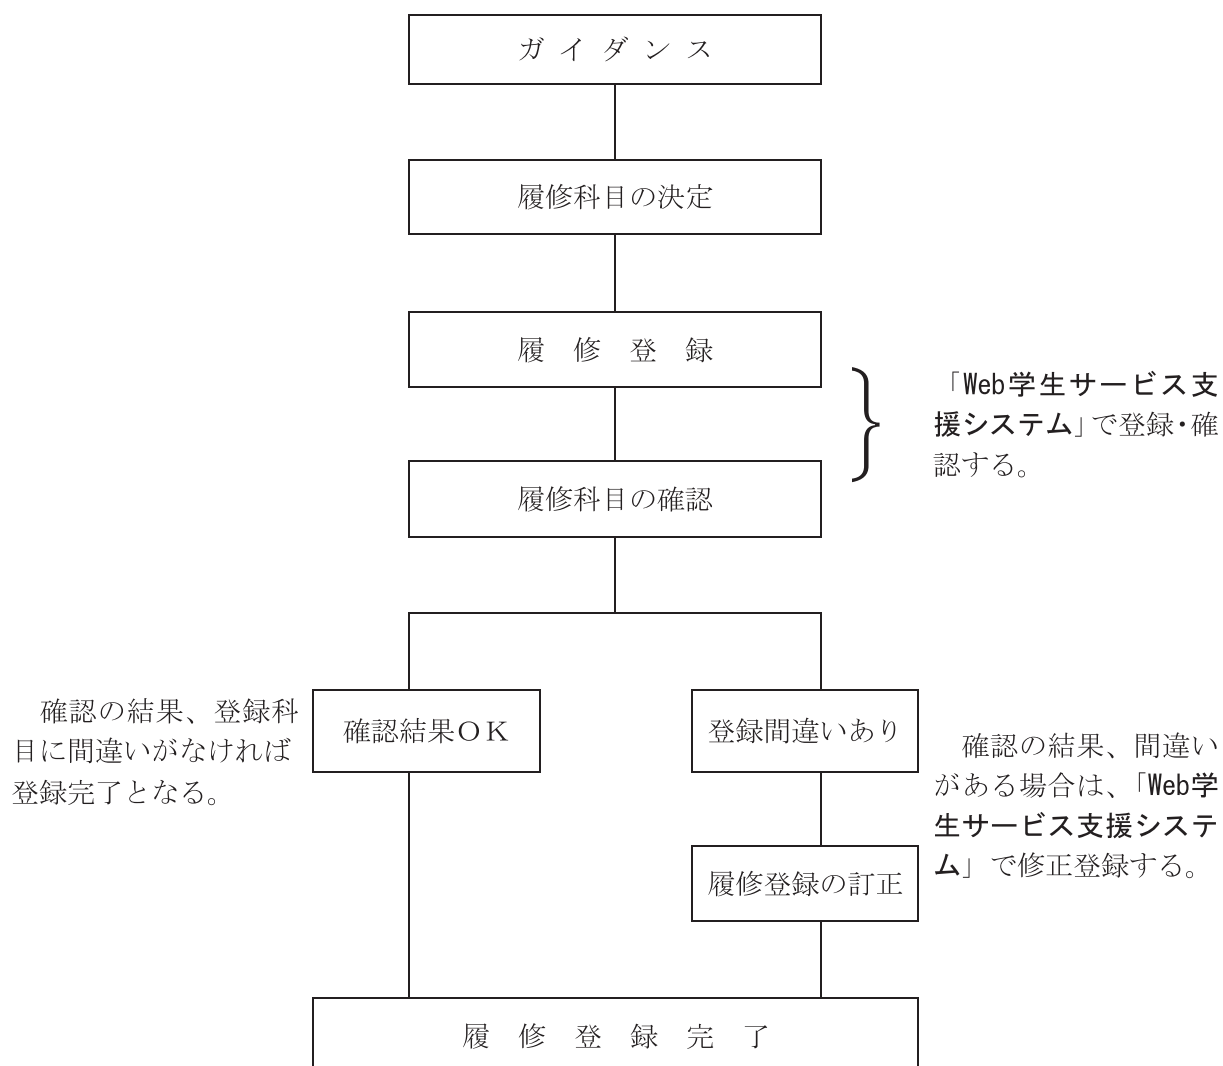 ガイダンス
履修科目の決定
履修登録
「Web学生サービス支
援システム」で登録・確
認する。
履修科目の確認
確認の結果、登録科
目に間違いがなければ
登録完了となる。
確認結果ＯＫ
登録間違いあり
確認の結果、間違い
がある場合は、「Web学
生サービス支援システ
ム」で修正登録する。
履修登録の訂正
履修登録完了